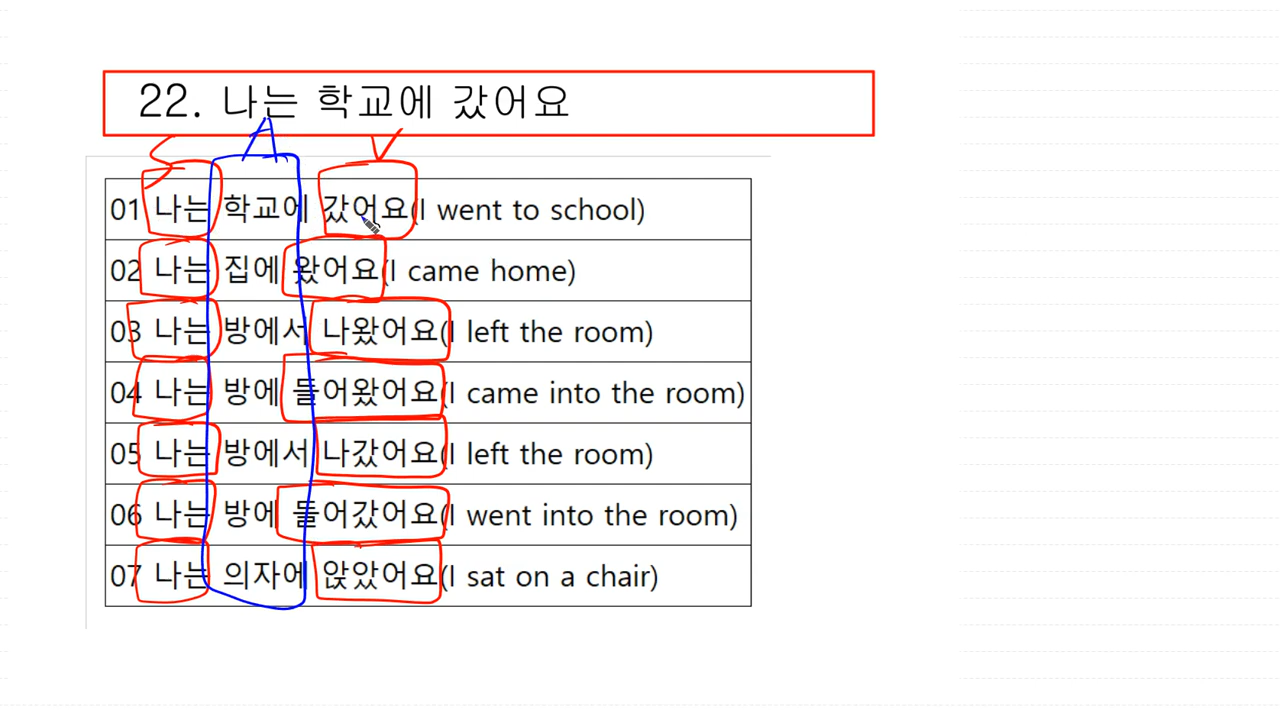 22. 나는 학교에 갔어요
S A V
01 나는 학교에 갔어요(I went to school)
02 나는 집에 왔어요(I came home)
03 나는 방에서 나왔어요(I left the room)
04 나는 방에 들어왔어요(I came into the room)
05 나는 방에서 나갔어요(I left the room)
06 나는 방에 들어갔어요(I went into the room)
07 나는 의자에 앉았어요(I sat on a chair)